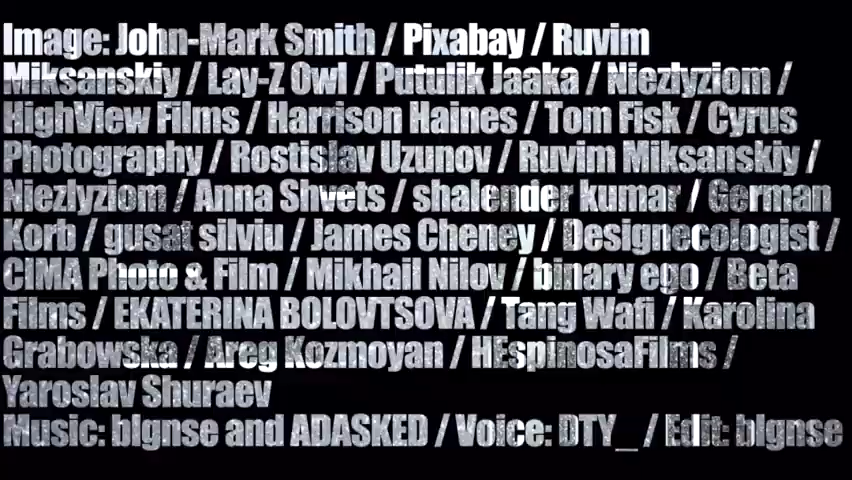 Image: John-Mark Smith / Pixabay / Ruvim
Miksanskiy / Lay-Z Owl / Putulik Jaaka / Niezlyziom /
HighView Films / Harrison Haines / Tom Fisk / Cyrus
Photography / Rostislav Uzunov / Ruvim Miksanskiy /
Niezlyziom / Anna Shvets / shalender kumar / German
Korb / gusat silviu / James Cheney / Designecologist /
CIMA Photo & Film / Mikhail Nilov / binary ego / Beta
Films / EKATERINA BOLOVTSOVA / Tang Wafi / Karolina
Grabowska / Areg Kozmoyan / HEspinosaFilms /
Yaroslav Shuraev
Music: blgnse and ADASKED / Voice: DTY_ / Edit: blgnse